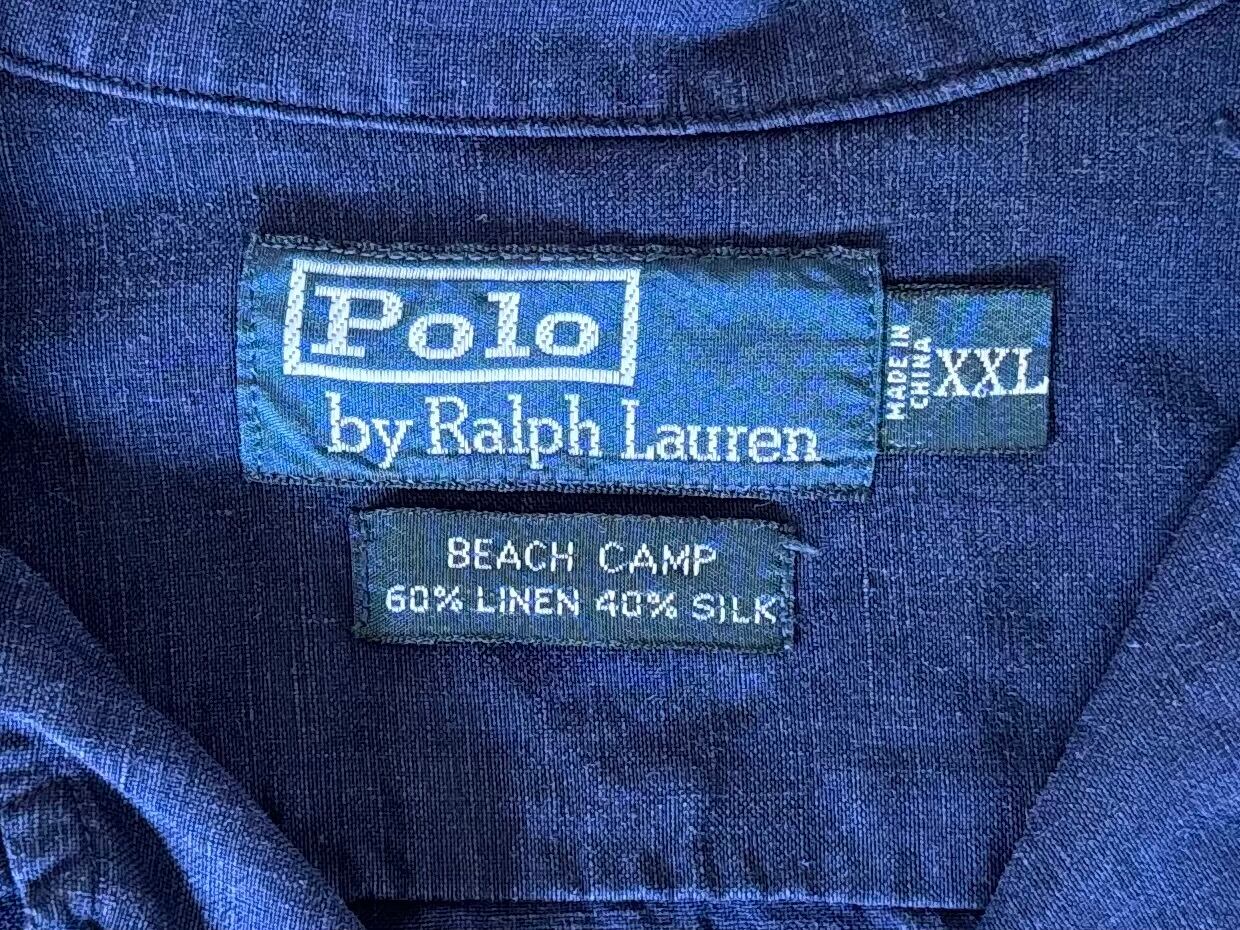 Polo
by Ralph Lauren
MADE IN
CHINA
XXL
BEACH CAMP
60% LINEN 40% SILK